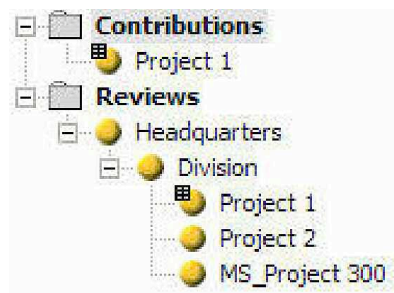 Contributions
Project 1
Reviews
Headquarters
Division
Project 1
Project 2
MS_Project 300